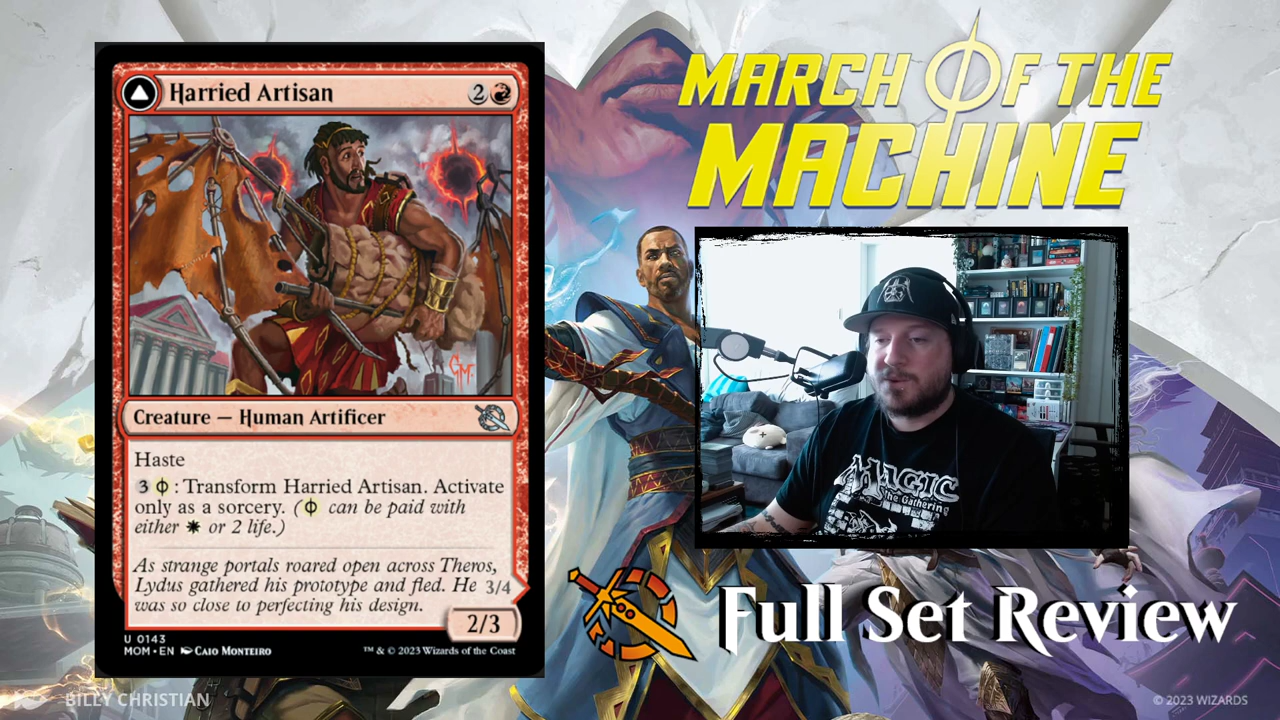 Harried Artisan
2
Creature — Human Artificer
Haste
3 : Transform Harried Artisan. Activate
only as a sorcery. ( can be paid with
either or 2 life.)
As strange portals roared open across Theros,
Lydus gathered his prototype and fled. He 3/4
was so close to perfecting his design.
2/3
U 0143
MOM • EN CAIO MONTEIRO
™ & © 2023 Wizards of the Coast
BILLY CHRISTIAN
MARCH OF THE
MACHINE
MAGIC
the Gathering
Full Set Review
© 2023 WIZARDS